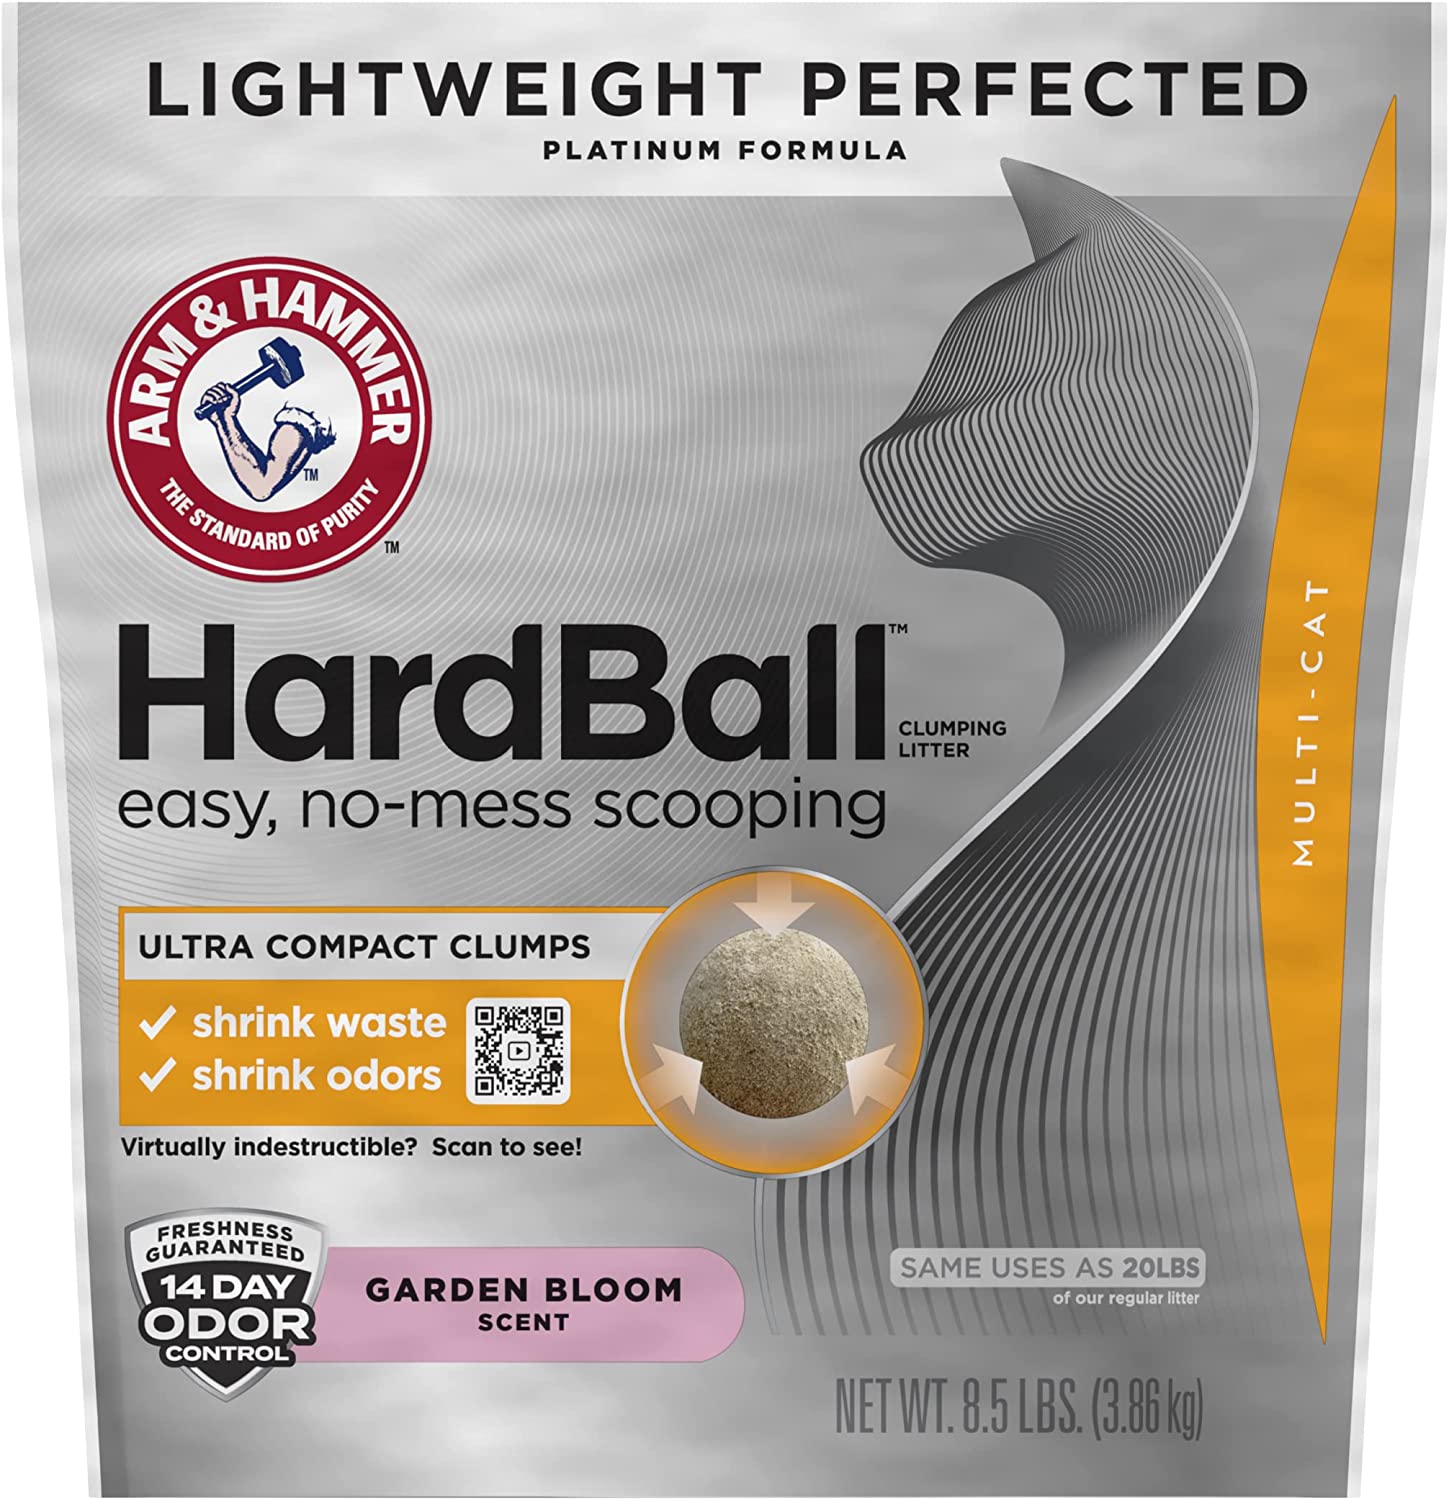 LIGHTWEIGHT PERFECTED
PLATINUM FORMULA
ARM & HAMMER
TM
THE STANDARD OF PURITY
TM
HardBall™
CLUMPING
LITTER
easy, no-mess scooping
MULTI-CAT
ULTRA COMPACT CLUMPS
✓ shrink waste
✓ shrink odors
Virtually indestructible? Scan to see!
FRESHNESS
GUARANTEED
14 DAY
ODOR
CONTROL
GARDEN BLOOM
SCENT
SAME USES AS 20LBS
of our regular litter
NET WT. 8.5 LBS. (3.86 kg)